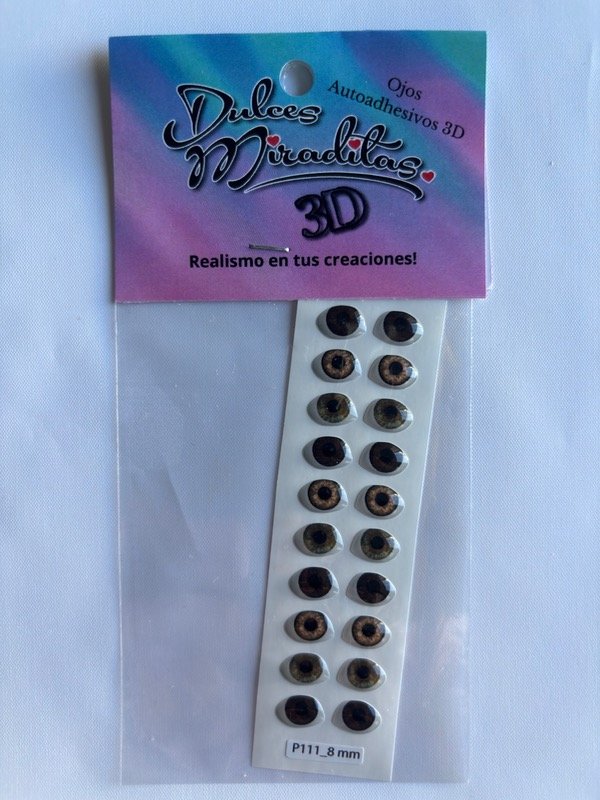 Dulces
Miraditas.
3D
Ojos
Autoadhesivos 3D
Realismo en tus creaciones!
P111_8 mm